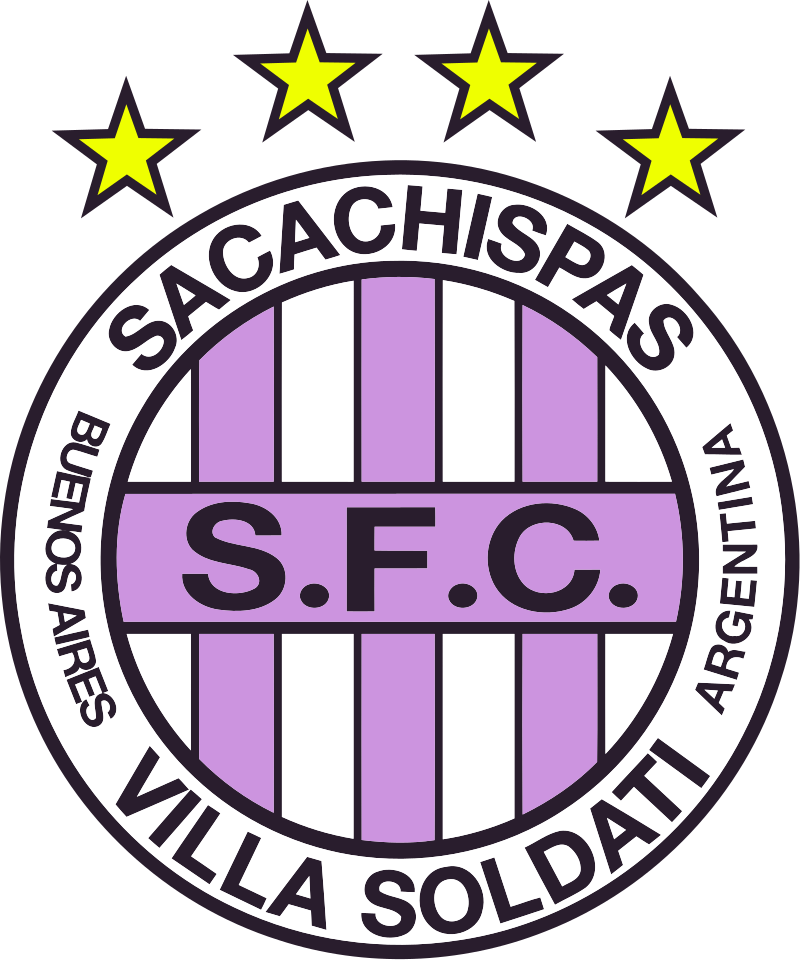 SACACHISPAS
BUENOS AIRES
S.F.C.
ARGENTINA
VILLA SOLDATI